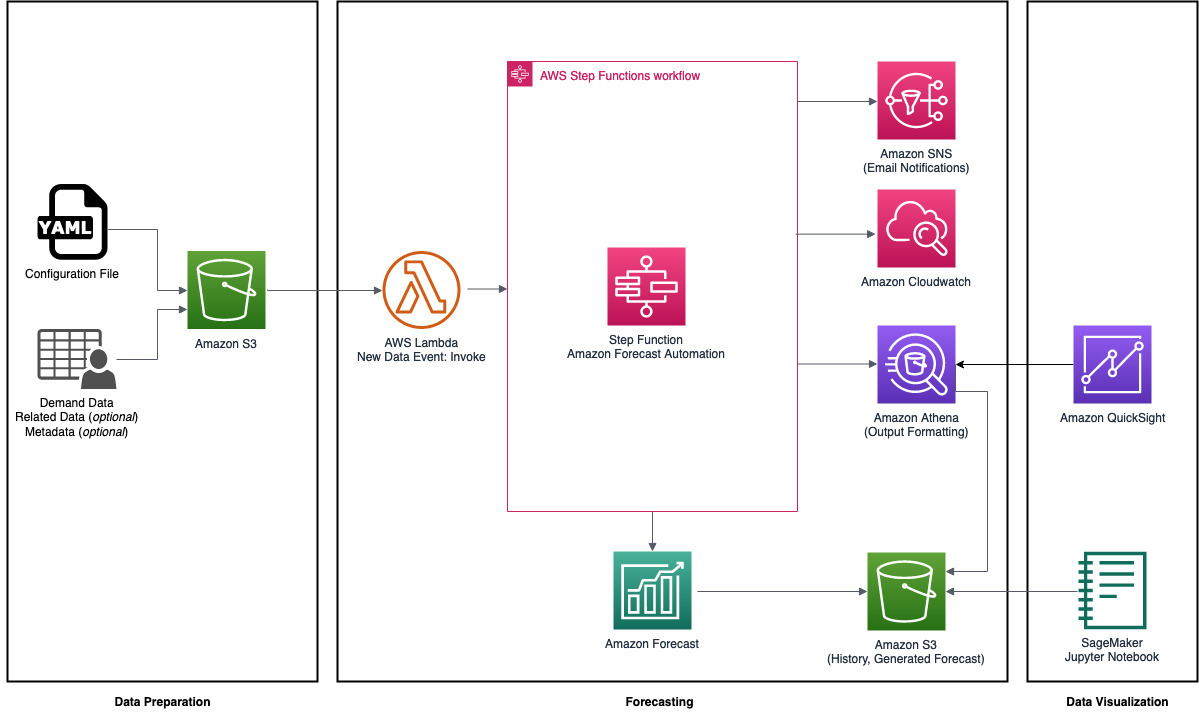 AWS Step Functions workflow
YAML
Configuration File
Amazon S3
Demand Data
Related Data (optional)
Metadata (optional)
AWS Lambda
New Data Event: Invoke
Step Function
Amazon Forecast Automation
Amazon SNS
(Email Notifications)
Amazon Cloudwatch
Amazon Athena
(Output Formatting)
Amazon QuickSight
Amazon Forecast
Amazon S3
(History, Generated Forecast)
SageMaker
Jupyter Notebook
Data Preparation
Forecasting
Data Visualization